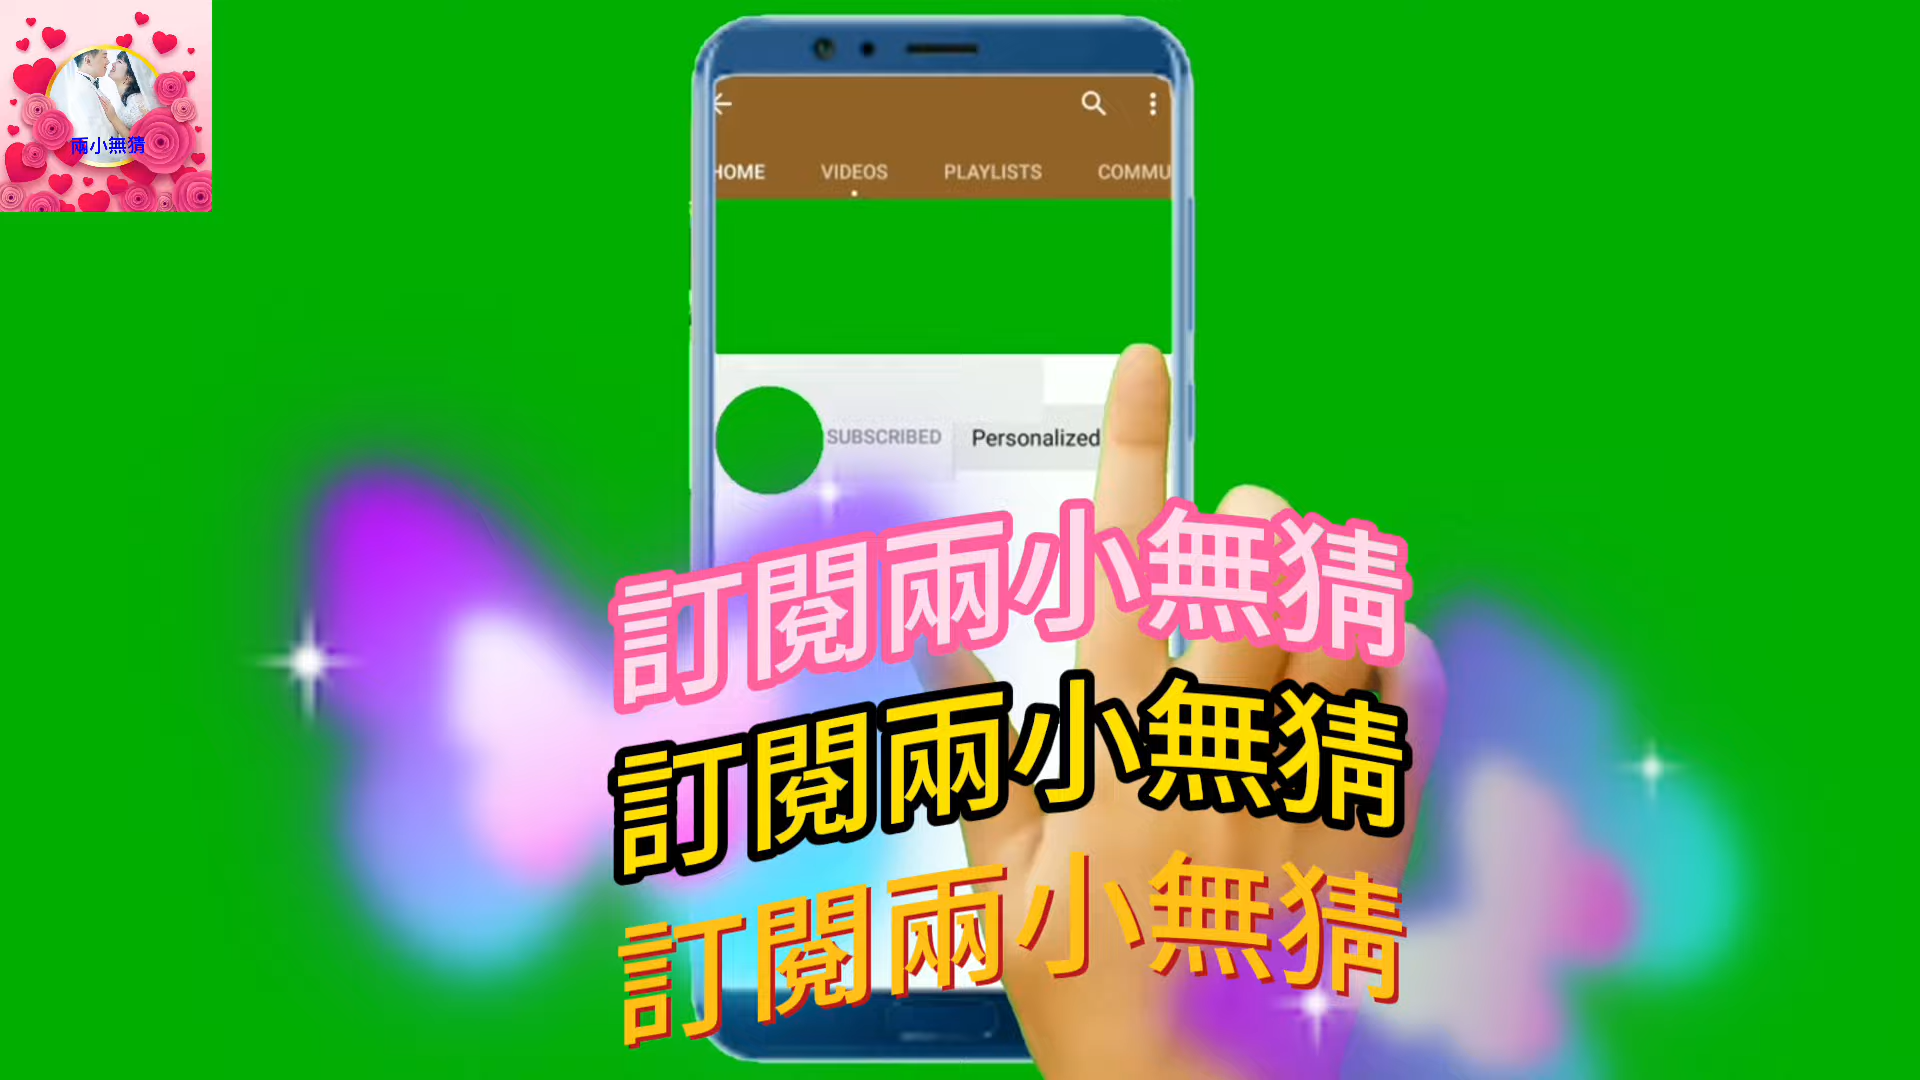 兩小無猜
HOME VIDEOS PLAYLISTS COMMU
SUBSCRIBED Personalized
訂閱兩小無猜
訂閱兩小無猜
訂閱兩小無猜